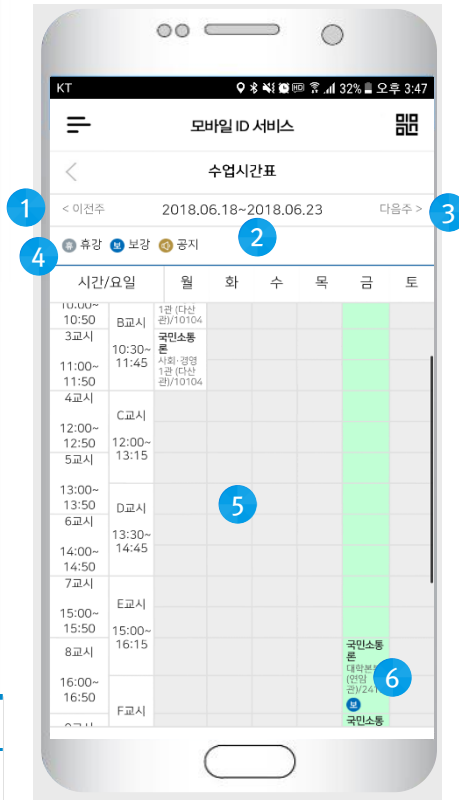 KT 32% 오후 3:47
모바일 ID 서비스
수업시간표
1
< 이전주 2018.06.18~2018.06.23 다음주 >
3
2
4
휴 휴강 보 보강 공지
시간/요일 월 화 수 목 금 토
10:00~
10:50
B교시
10:30~
11:45
1관 (다산
관)/10104
3교시
11:00~
11:50
국민소통
론
사회·경영
1관 (다산
관)/10104
4교시
12:00~
12:50
C교시
12:00~
13:15
5교시
13:00~
13:50
D교시
13:30~
14:45
5
6교시
14:00~
14:50
7교시
15:00~
15:50
E교시
15:00~
16:15
8교시
16:00~
16:50
F교시
국민소통
론
(연암
관)/241
6
보
국민소통